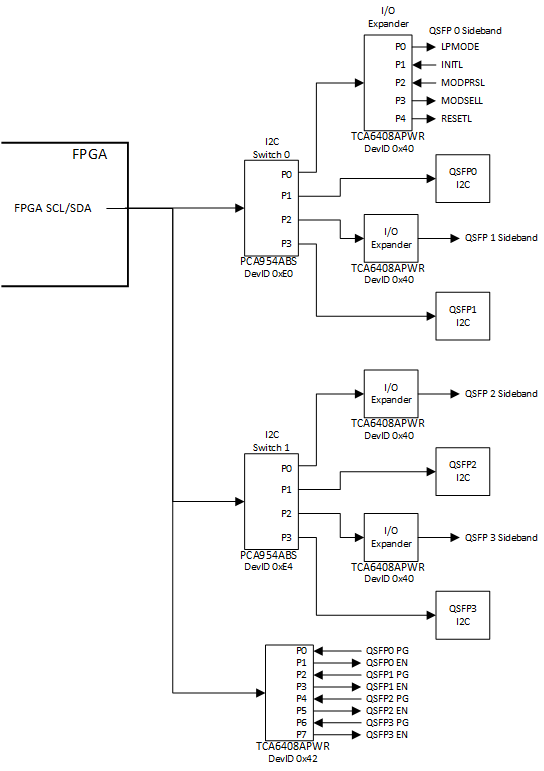 I/O
Expander
QSFP 0 Sideband
P0
LPMODE
P1
INITL
P2
MODPRSL
P3
MODSELL
P4
RESETL
TCA6408APWR
DevID 0x40
FPGA
FPGA SCL/SDA
I2C
Switch 0
P0
P1
P2
P3
PCA954ABS
DevID 0xE0
QSFP0
I2C
I/O
Expander
QSFP 1 Sideband
TCA6408APWR
DevID 0x40
QSFP1
I2C
I/O
Expander
QSFP 2 Sideband
TCA6408APWR
DevID 0x40
I2C
Switch 1
P0
P1
P2
P3
PCA954ABS
DevID 0xE4
QSFP2
I2C
I/O
Expander
QSFP 3 Sideband
TCA6408APWR
DevID 0x40
QSFP3
I2C
P0 QSFP0 PG
P1 QSFP0 EN
P2 QSFP1 PG
P3 QSFP1 EN
P4 QSFP2 PG
P5 QSFP2 EN
P6 QSFP3 PG
P7 QSFP3 EN
TCA6408APWR
DevID 0x42